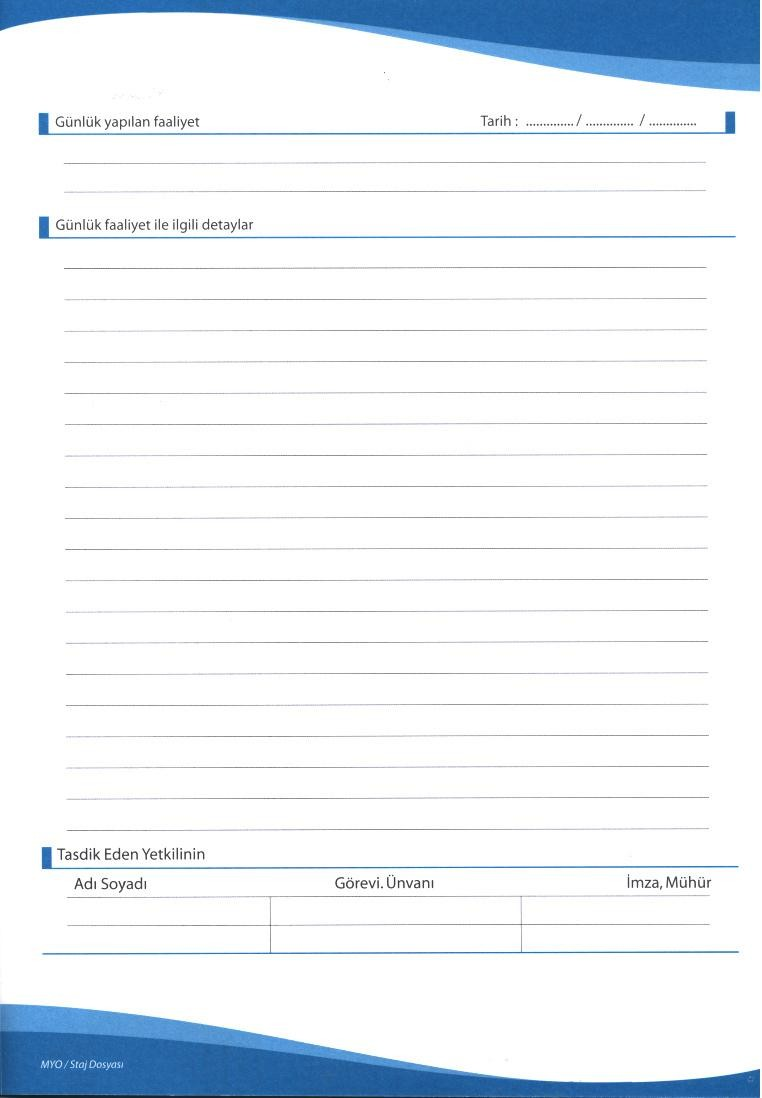 Günlük yapılan faaliyet Tarih : ............. / ............. / .............
Günlük faaliyet ile ilgili detaylar
Tasdik Eden Yetkilinin
Adı Soyadı Görevi. Ünvanı İmza, Mühür
MYO / Staj Dosyası